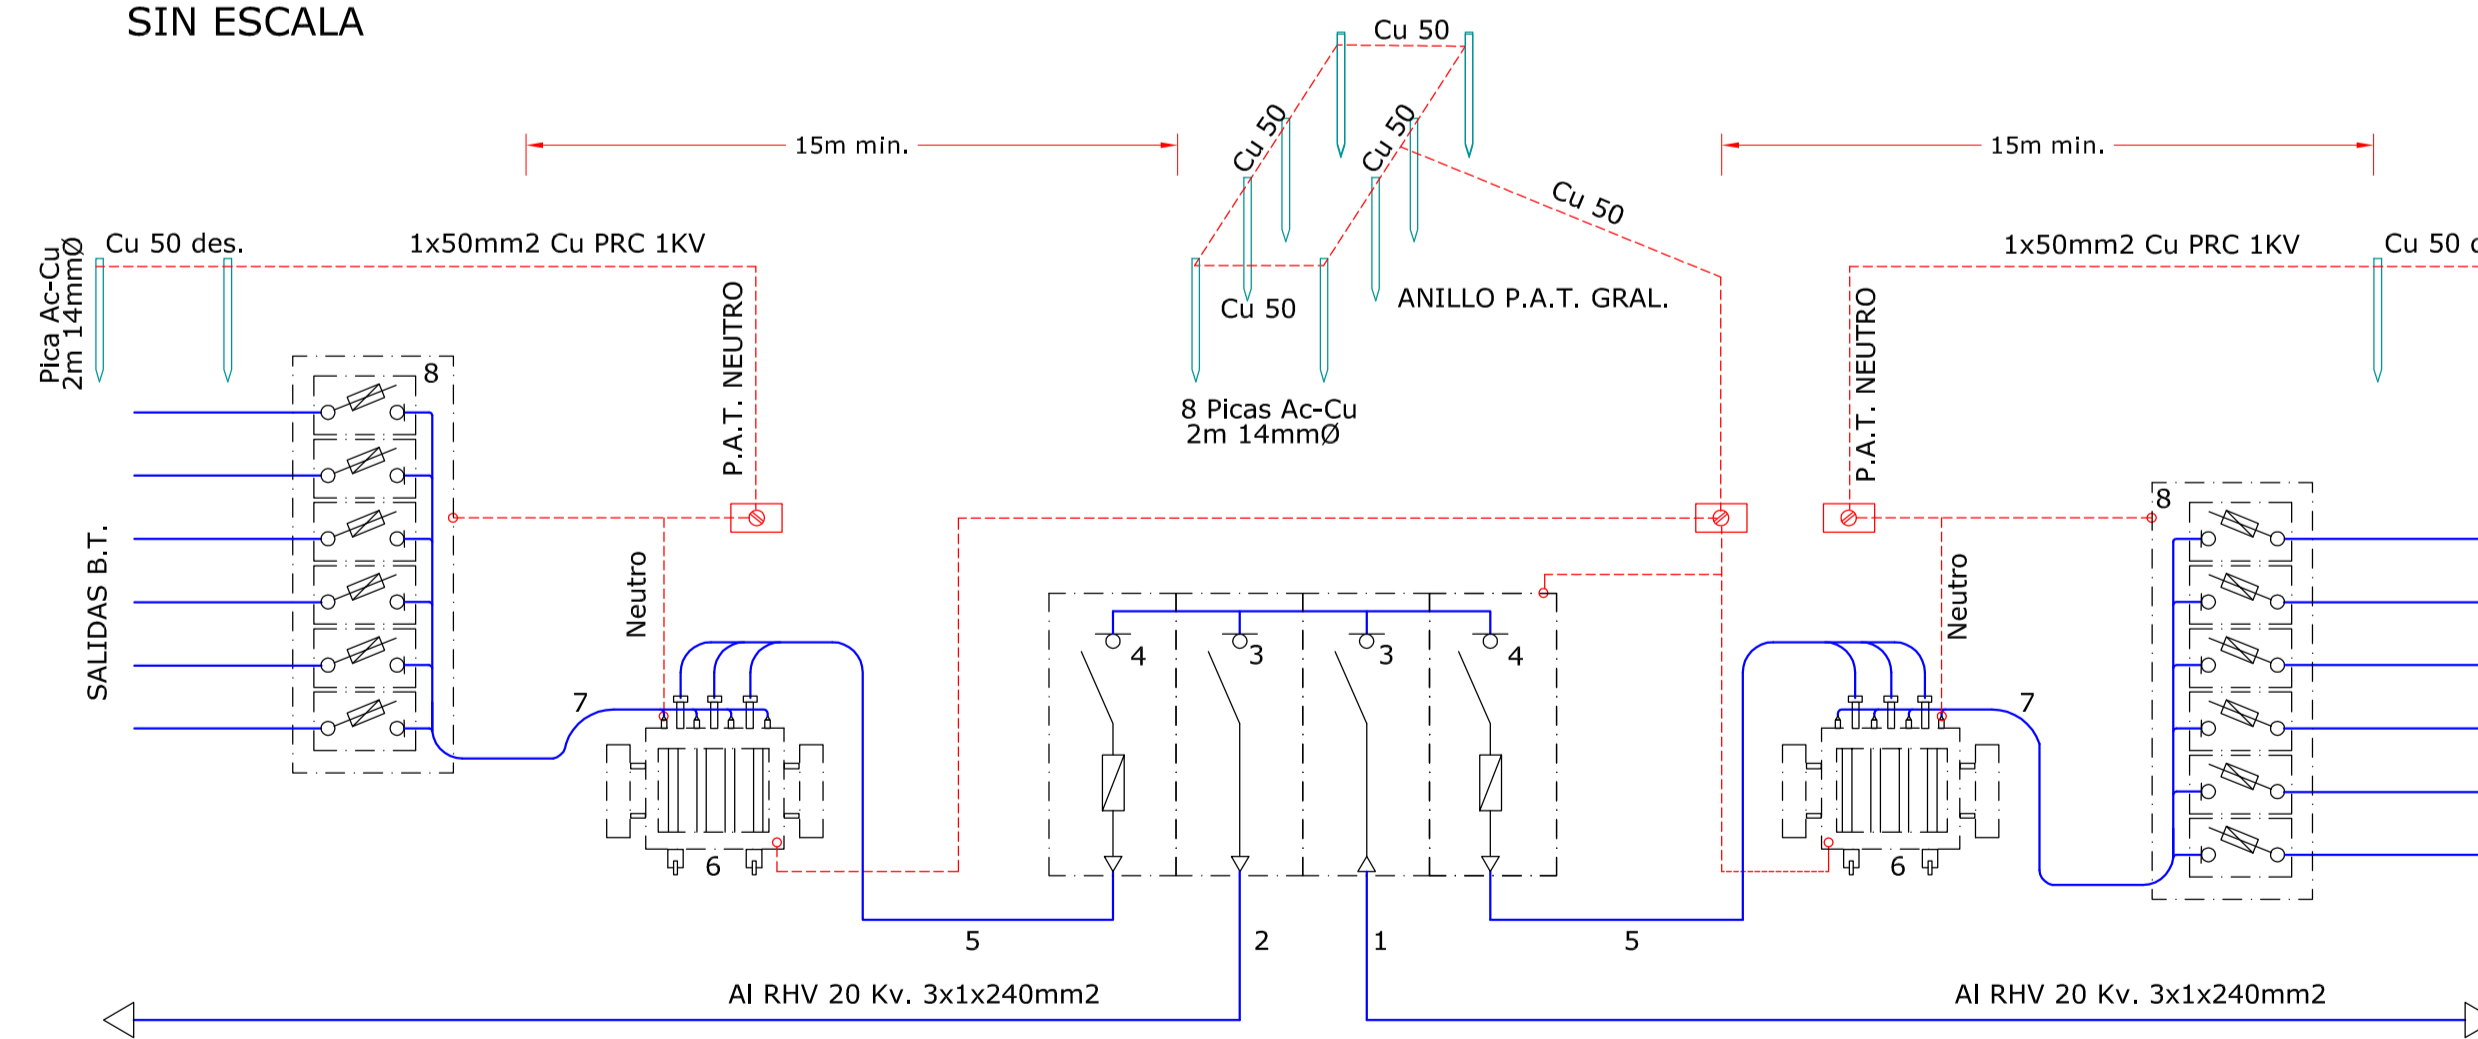 SIN ESCALA
Cu 50
Cu 50
Cu 50
15m min.
15m min.
Cu 50
Pica Ac-Cu
2m 14mmØ
Cu 50 des.
1x50mm2 Cu PRC 1KV
1x50mm2 Cu PRC 1KV
Cu 50 d
P.A.T. NEUTRO
Cu 50
ANILLO P.A.T. GRAL.
P.A.T. NEUTRO
8
8 Picas Ac-Cu
2m 14mmØ
8
SALIDAS B.T.
Neutro
Neutro
4
3
3
4
7
7
6
6
5
2
1
5
Al RHV 20 Kv. 3x1x240mm2
Al RHV 20 Kv. 3x1x240mm2